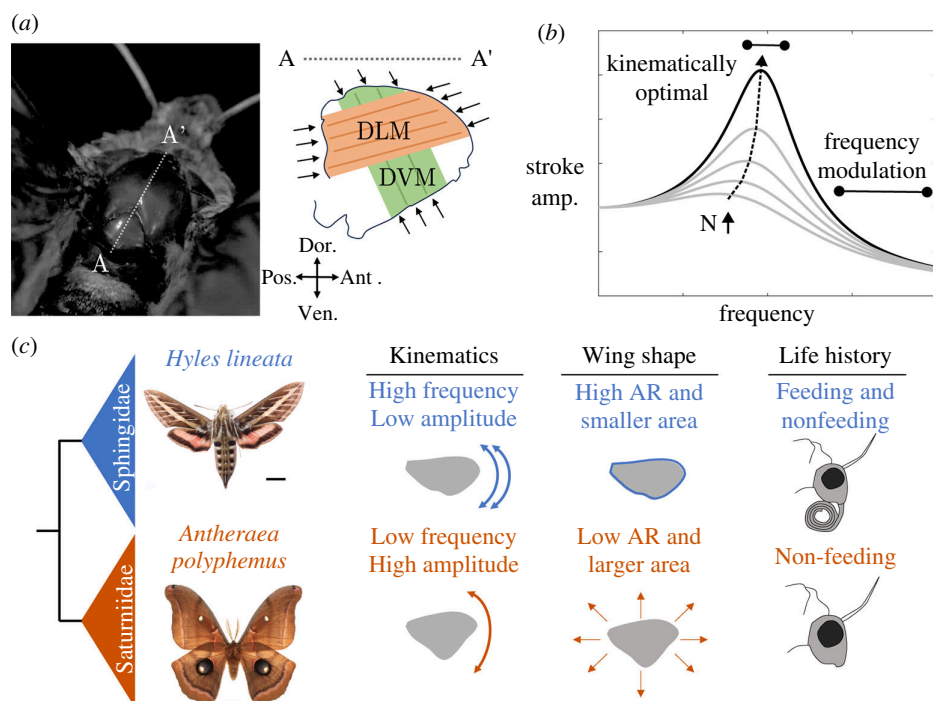 (a)
A A'
A'
A
DLM
DVM
Dor.
Pos. Ant .
Ven.
(b)
kinematically
optimal
frequency
modulation
stroke
amp.
N
frequency
(c)
Sphingidae
Saturniidae
Hyles lineata
Antheraea
polyphemus
Kinematics
High frequency
Low amplitude
Low frequency
High amplitude
Wing shape
High AR and
smaller area
Low AR and
larger area
Life history
Feeding and
nonfeeding
Non-feeding